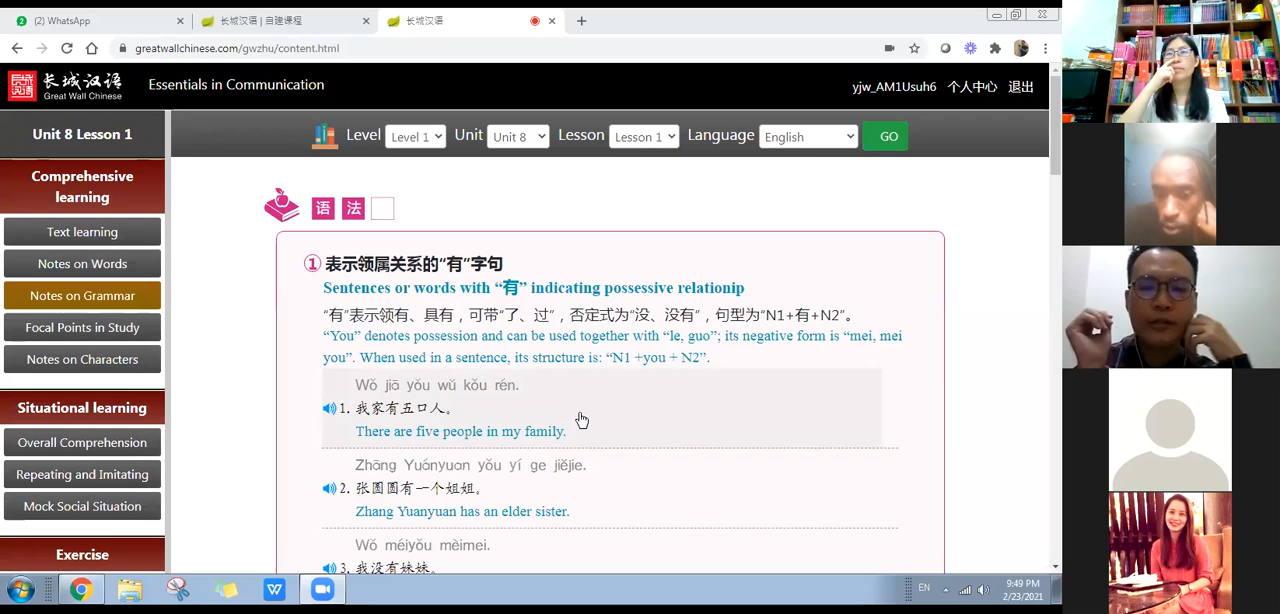 (2) WhatsApp
长城汉语 | 自建课程
长城汉语
greatwallchinese.com/gwzhu/content.html
长城汉语
Great Wall Chinese
Essentials in Communication
yjw_AM1Usuh6 个人中心 退出
Unit 8 Lesson 1
Level Level 1 Unit Unit 8 Lesson Lesson 1 Language English GO
Comprehensive
learning
Text learning
Notes on Words
Notes on Grammar
Focal Points in Study
Notes on Characters
Situational learning
Overall Comprehension
Repeating and Imitating
Mock Social Situation
Exercise
语法
① 表示领属关系的“有”字句
Sentences or words with “有” indicating possessive relationip
“有”表示领有、具有，可带“了、过”，否定式为“没、没有”，句型为“N1+有+N2”。
“You” denotes possession and can be used together with “le, guo”; its negative form is “mei, mei
you”. When used in a sentence, its structure is: “N1 +you + N2”.
Wǒ jiā yǒu wǔ kǒu rén.
1. 我家有五口人。
There are five people in my family.
Zhāng Yuányuan yǒu yí ge jiějie.
2. 张圆圆有一个姐姐。
Zhang Yuanyuan has an elder sister.
Wǒ méiyǒu mèimei.
3. 我没有妹妹。
EN
9:49 PM
2/23/2021